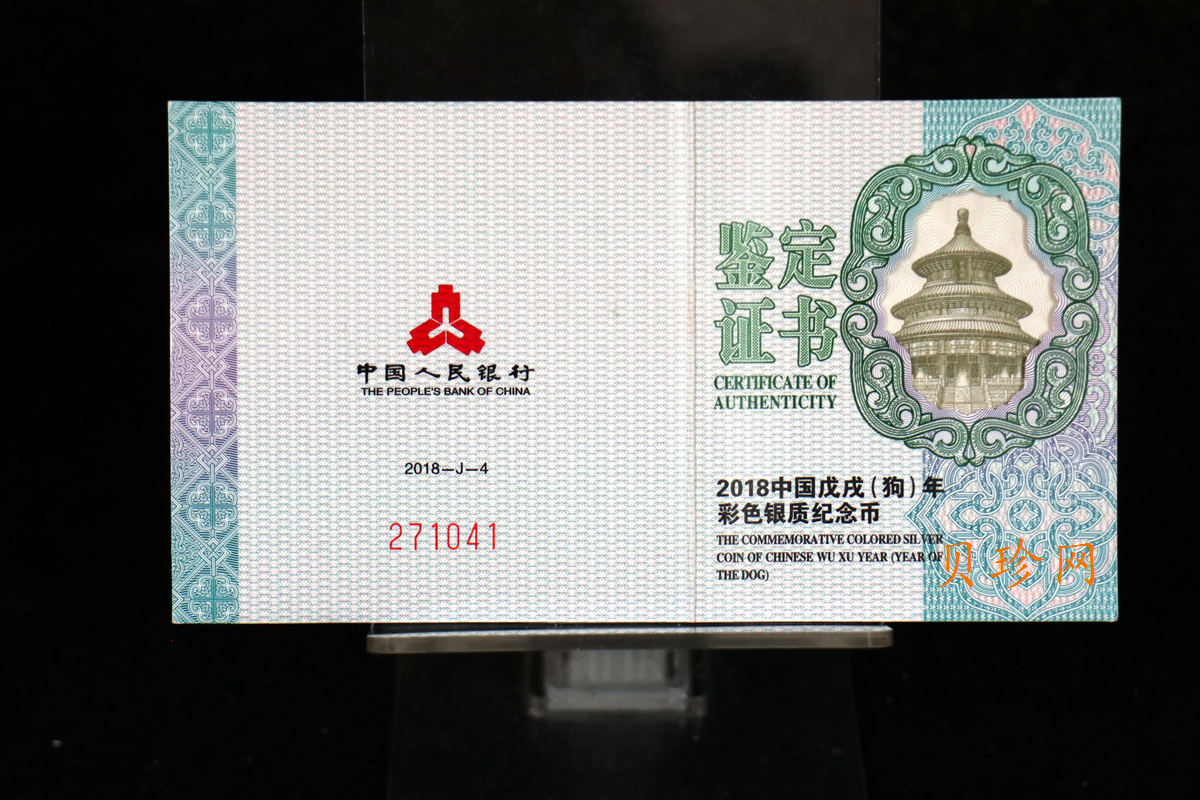 中国人民银行
THE PEOPLE'S BANK OF CHINA
2018—J—4
271041
鉴定
证书
CERTIFICATE OF
AUTHENTICITY
2018中国戊戌(狗)年
彩色银质纪念币
THE COMMEMORATIVE COLORED SILVER
COIN OF CHINESE WU XU YEAR (YEAR OF
THE DOG)
贝珍网